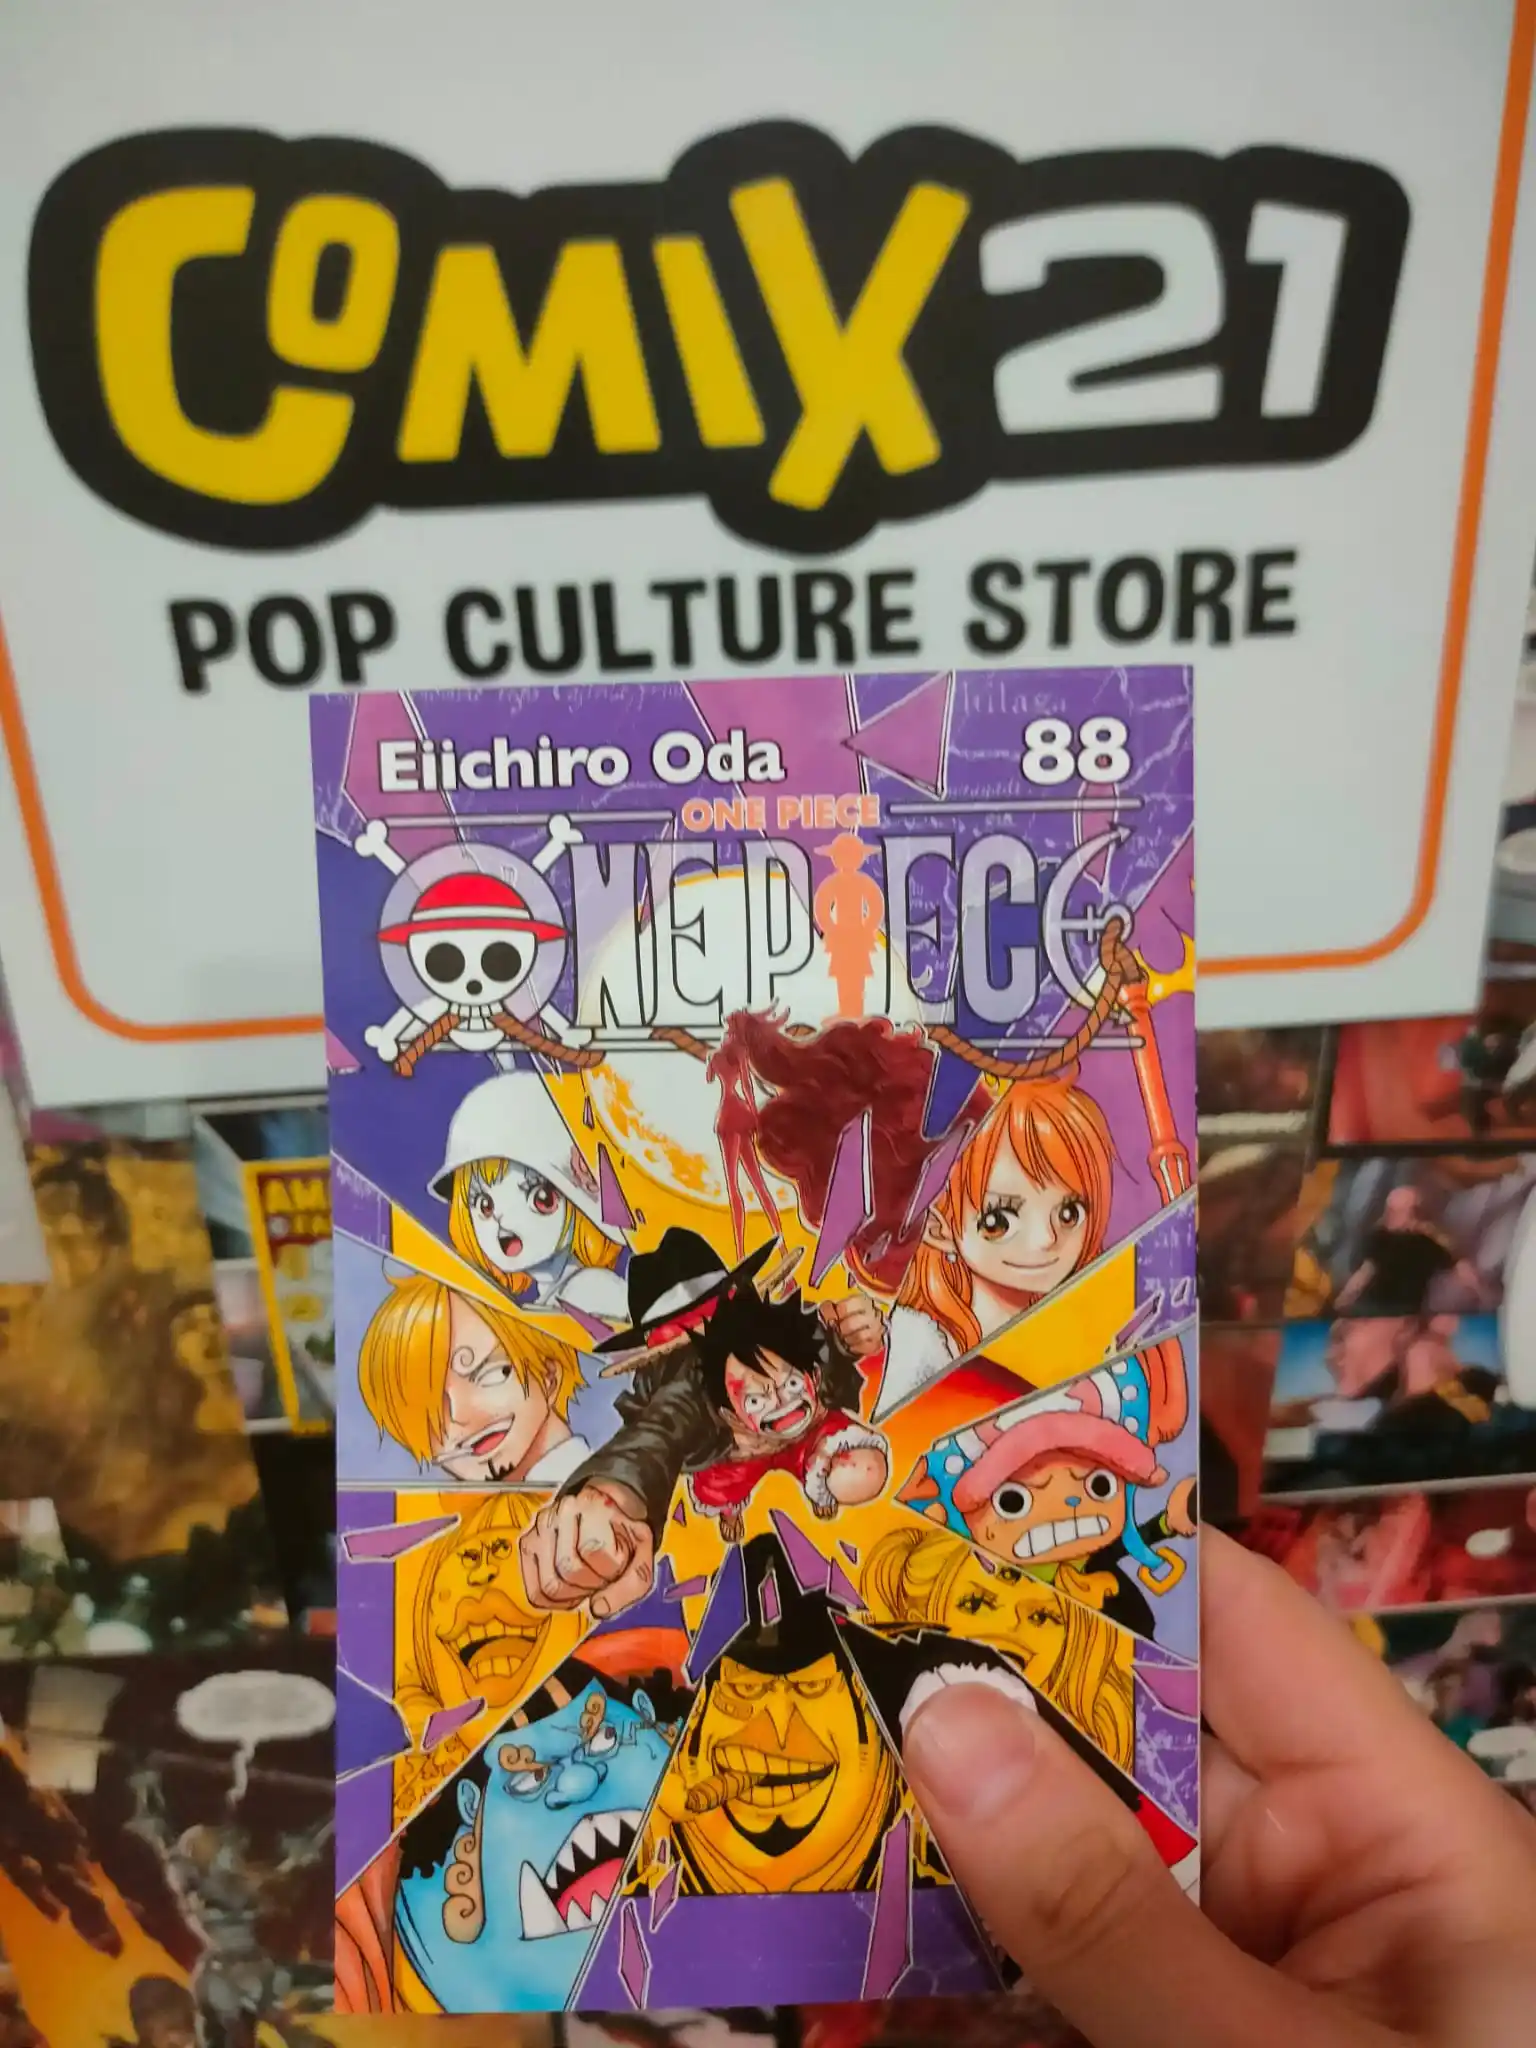 COMIX 21
POP CULTURE STORE
Eiichiro Oda 88
ONE PIECE
ONE PIECE